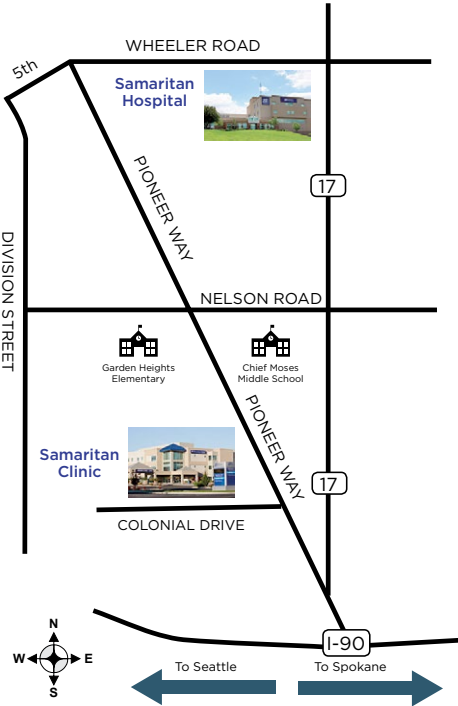 WHEELER ROAD
5th
Samaritan
Hospital
PIONEER WAY
17
DIVISION STREET
NELSON ROAD
Garden Heights
Elementary
Chief Moses
Middle School
PIONEER WAY
Samaritan
Clinic
17
COLONIAL DRIVE
I-90
N
W
E
S
To Seattle
To Spokane